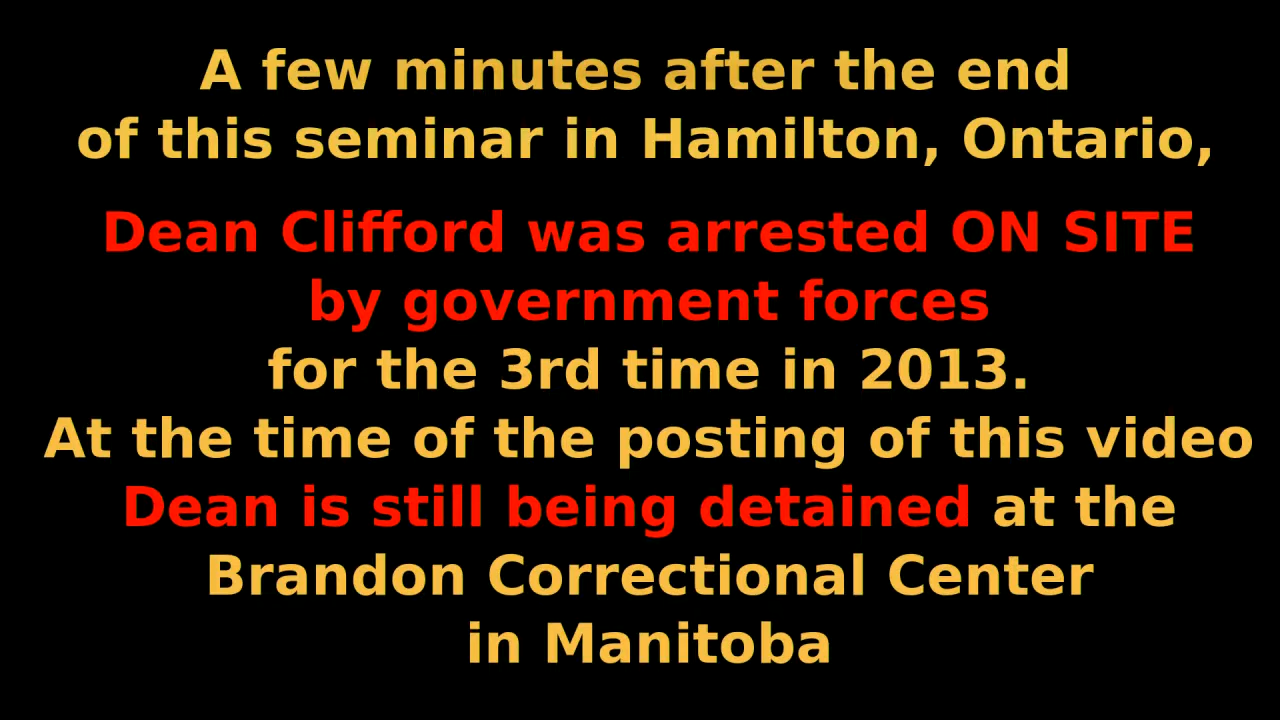 A few minutes after the end
of this seminar in Hamilton, Ontario,
Dean Clifford was arrested ON SITE
by government forces
for the 3rd time in 2013.
At the time of the posting of this video
Dean is still being detained at the
Brandon Correctional Center
in Manitoba